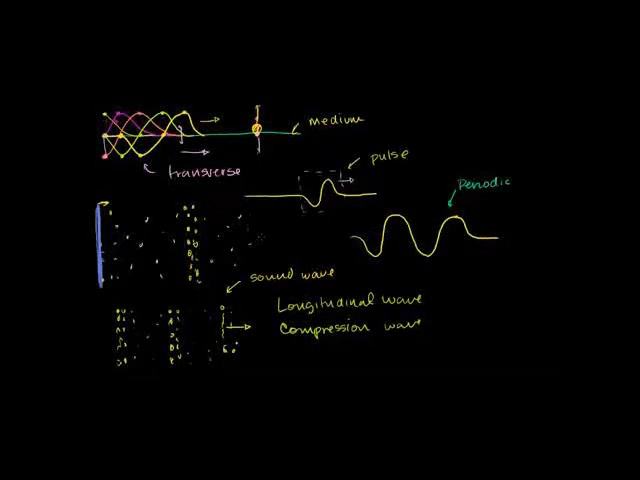 medium
pulse
transverse
Periodic
sound wave
Longitudinal wave
Compression wave